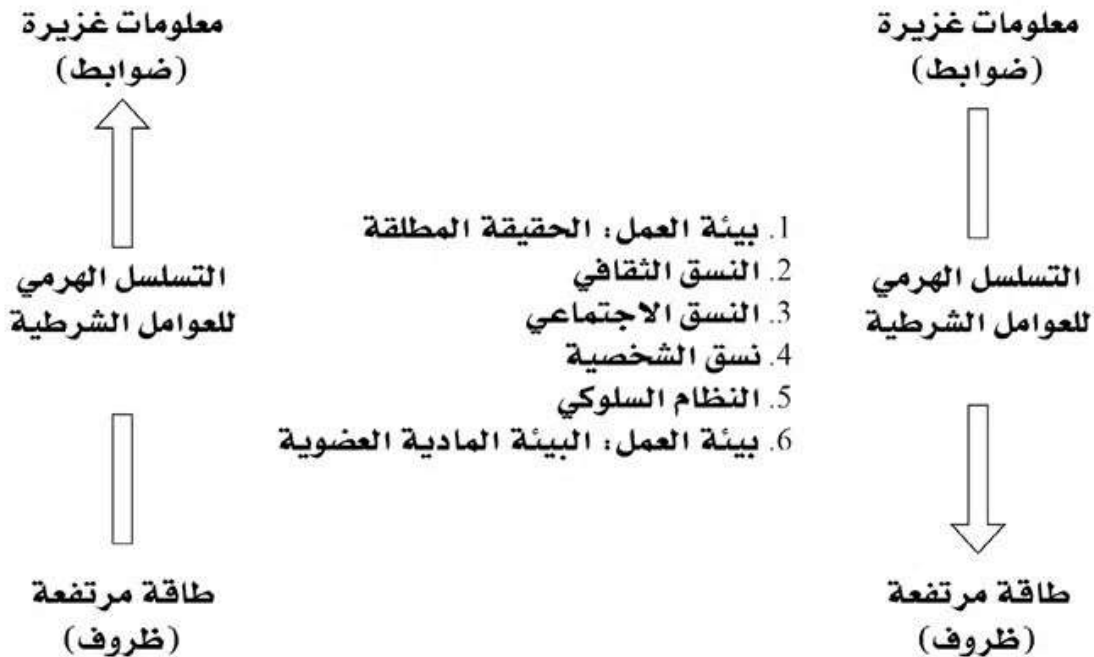 معلومات غزيرة
(ضوابط)
التسلسل الهرمي
للعوامل الشرطية
طاقة مرتفعة
(ظروف)
1. بيئة العمل: الحقيقة المطلقة
2. النسق الثقافي
3. النسق الاجتماعي
4. نسق الشخصية
5. النظام السلوكي
6. بيئة العمل: البيئة المادية العضوية
معلومات غزيرة
(ضوابط)
التسلسل الهرمي
للعوامل الشرطية
طاقة مرتفعة
(ظروف)